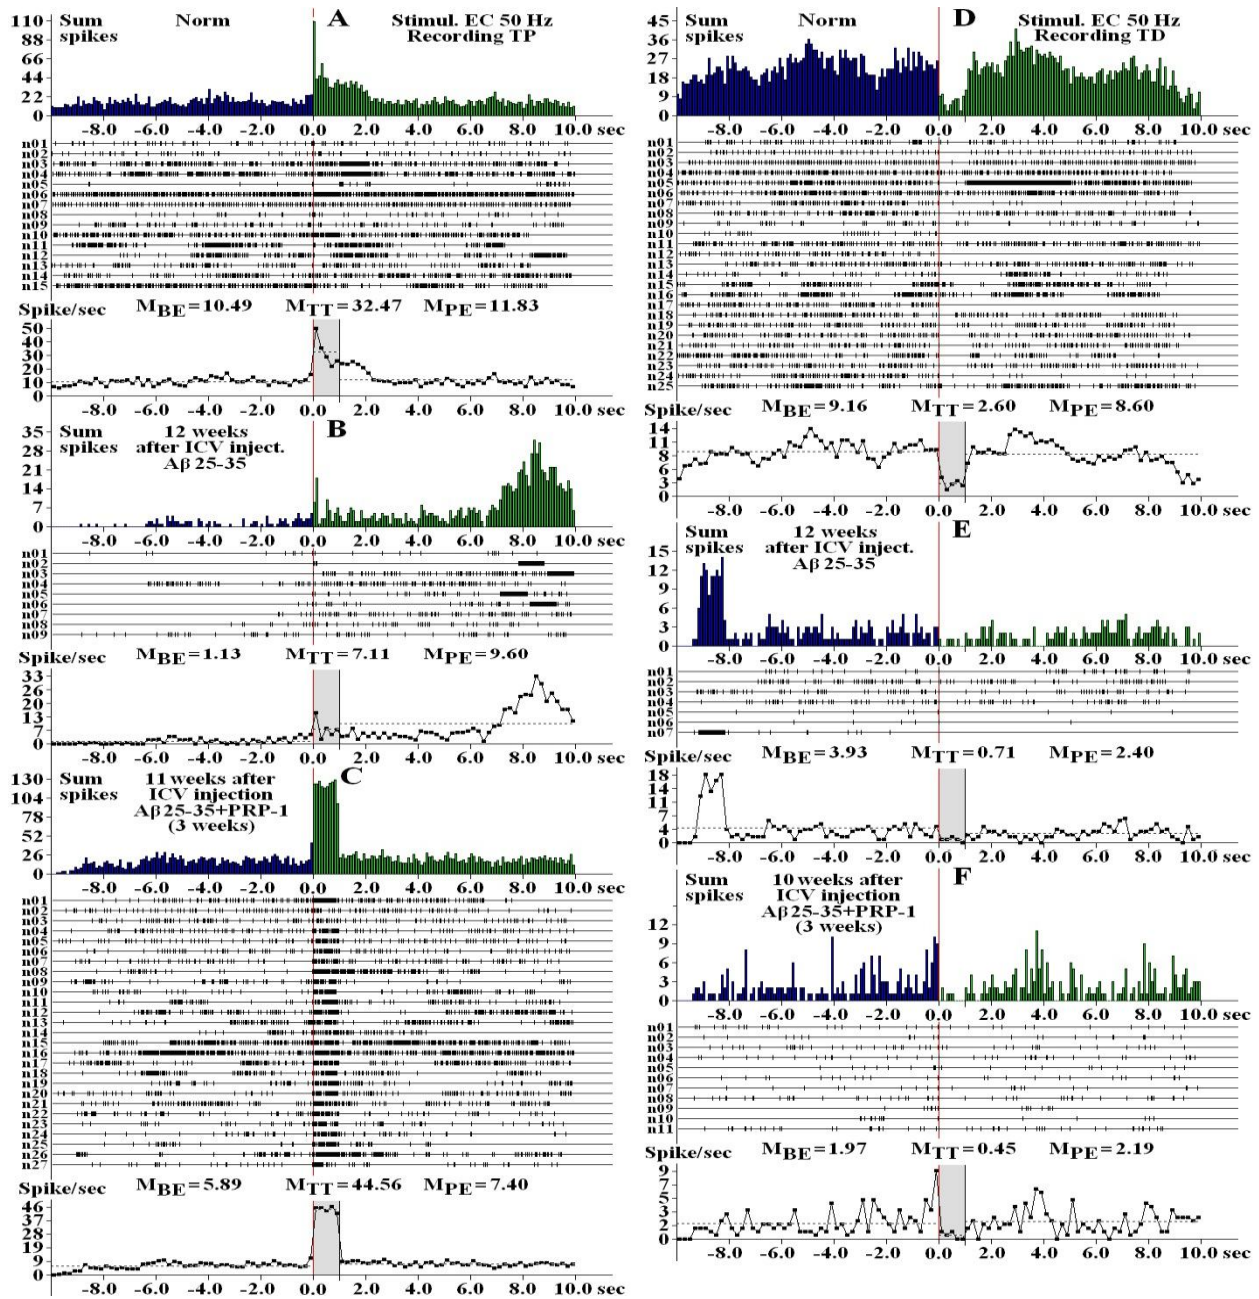 A
Sum spikes
Norm
Stimul. EC 50 Hz
Recording TP
110
88
66
44
22
0
-8.0 -6.0 -4.0 -2.0 0.0 2.0 4.0 6.0 8.0 10.0 sec
n01
n02
n03
n04
n05
n06
n07
n08
n09
n10
n11
n12
n13
n14
n15
Spike/sec MBE=10.49 MTT=32.47 MPE=11.83
50
40
30
20
10
0
-8.0 -6.0 -4.0 -2.0 0.0 2.0 4.0 6.0 8.0 10.0 sec
B
Sum spikes
12 weeks
after ICV inject.
Aβ 25-35
35
28
21
14
7
0
-8.0 -6.0 -4.0 -2.0 0.0 2.0 4.0 6.0 8.0 10.0 sec
n01
n02
n03
n04
n05
n06
n07
n08
n09
Spike/sec MBE=1.13 MTT=7.11 MPE=9.60
33
26
20
13
7
0
-8.0 -6.0 -4.0 -2.0 0.0 2.0 4.0 6.0 8.0 10.0 sec
C
Sum spikes
11 weeks after
ICV injection
Aβ25-35+PRP-1
(3 weeks)
130
104
78
52
26
0
-8.0 -6.0 -4.0 -2.0 0.0 2.0 4.0 6.0 8.0 10.0 sec
n01
n02
n03
n04
n05
n06
n07
n08
n09
n10
n11
n12
n13
n14
n15
n16
n17
n18
n19
n20
n21
n22
n23
n24
n25
n26
n27
Spike/sec MBE=5.89 MTT=44.56 MPE=7.40
46
37
28
19
9
0
-8.0 -6.0 -4.0 -2.0 0.0 2.0 4.0 6.0 8.0 10.0 sec
D
Sum spikes
Norm
Stimul. EC 50 Hz
Recording TD
45
36
27
18
9
0
-8.0 -6.0 -4.0 -2.0 0.0 2.0 4.0 6.0 8.0 10.0 sec
n01
n02
n03
n04
n05
n06
n07
n08
n09
n10
n11
n12
n13
n14
n15
n16
n17
n18
n19
n20
n21
n22
n23
n24
n25
Spike/sec MBE=9.16 MTT=2.60 MPE=8.60
14
11
8
6
3
0
-8.0 -6.0 -4.0 -2.0 0.0 2.0 4.0 6.0 8.0 10.0 sec
E
Sum spikes
12 weeks
after ICV inject.
Aβ 25-35
15
12
9
6
3
0
-8.0 -6.0 -4.0 -2.0 0.0 2.0 4.0 6.0 8.0 10.0 sec
n01
n02
n03
n04
n05
n06
n07
Spike/sec MBE=3.93 MTT=0.71 MPE=2.40
18
14
11
7
4
0
-8.0 -6.0 -4.0 -2.0 0.0 2.0 4.0 6.0 8.0 10.0 sec
F
Sum spikes
10 weeks after
ICV injection
Aβ25-35+PRP-1
(3 weeks)
12
9
6
3
0
-8.0 -6.0 -4.0 -2.0 0.0 2.0 4.0 6.0 8.0 10.0 sec
n01
n02
n03
n04
n05
n06
n07
n08
n09
n10
n11
Spike/sec MBE=1.97 MTT=0.45 MPE=2.19
9
7
5
3
2
0
-8.0 -6.0 -4.0 -2.0 0.0 2.0 4.0 6.0 8.0 10.0 sec